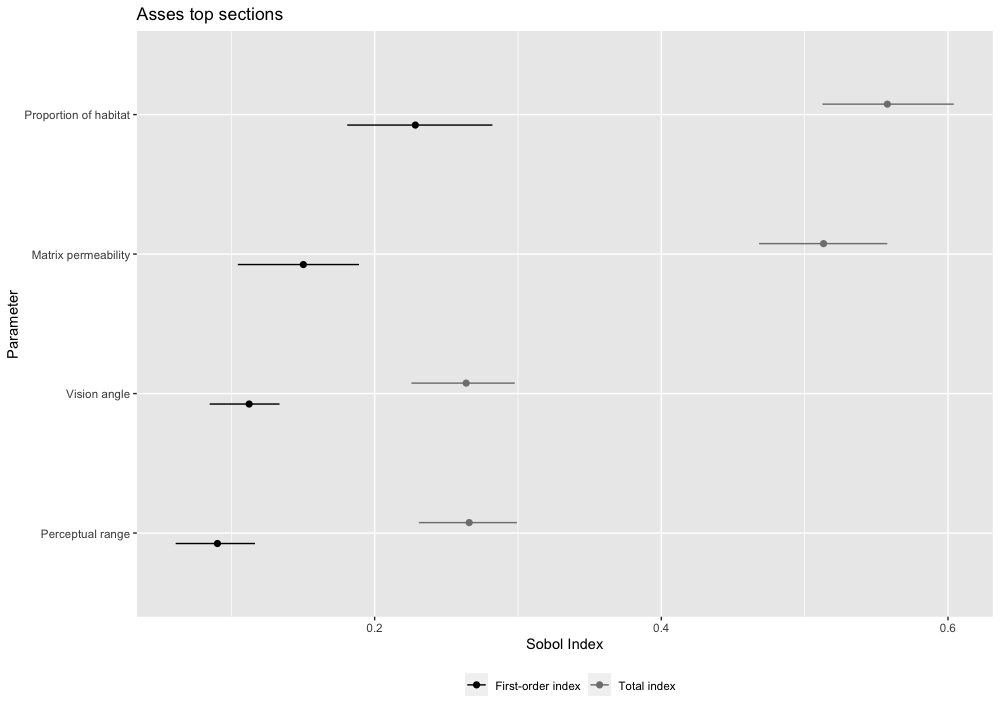 Asses top sections
Parameter
Proportion of habitat
Matrix permeability
Vision angle
Perceptual range
0.2 0.4 0.6
Sobol Index
First-order index Total index